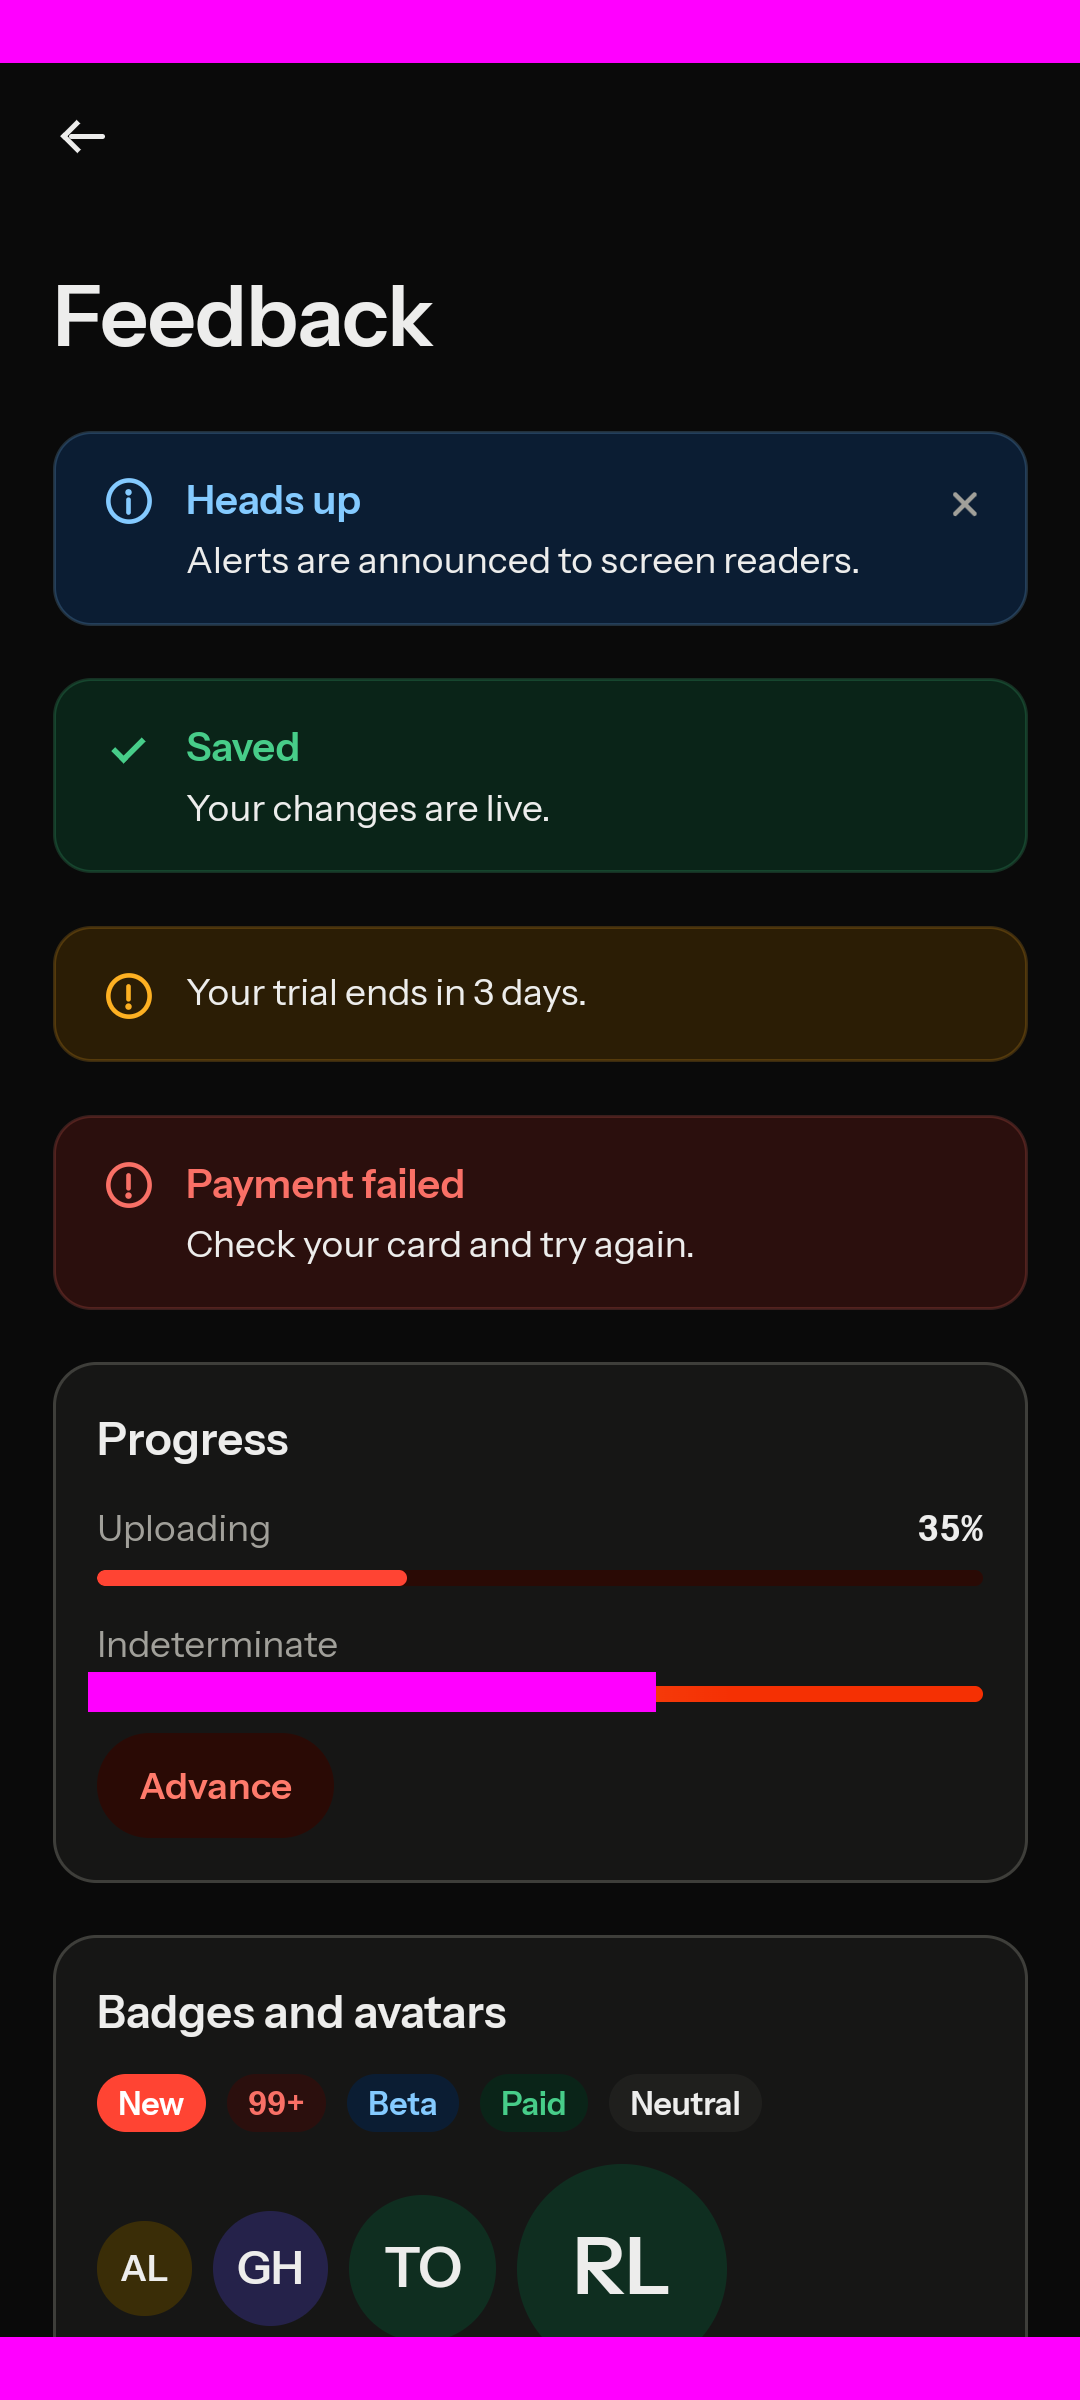 Feedback
Heads up
Alerts are announced to screen readers.
Saved
Your changes are live.
Your trial ends in 3 days.
Payment failed
Check your card and try again.
Progress
Uploading 35%
Indeterminate
Advance
Badges and avatars
New 99+ Beta Paid Neutral
AL GH TO RL